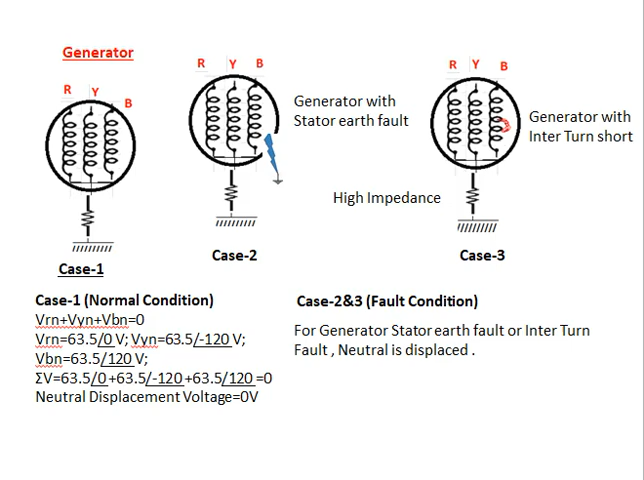 Generator
R Y B
R Y B
R Y B
Generator with
Stator earth fault
Generator with
Inter Turn short
High Impedance
Case-1
Case-2
Case-3
Case-1 (Normal Condition)
Vrn+Vyn+Vbn=0
Vrn=63.5/0 V; Vyn=63.5/-120 V;
Vbn=63.5/120 V;
ΣV=63.5/0+63.5/-120+63.5/120 =0
Neutral Displacement Voltage=0V
Case-2&3 (Fault Condition)
For Generator Stator earth fault or Inter Turn
Fault , Neutral is displaced .